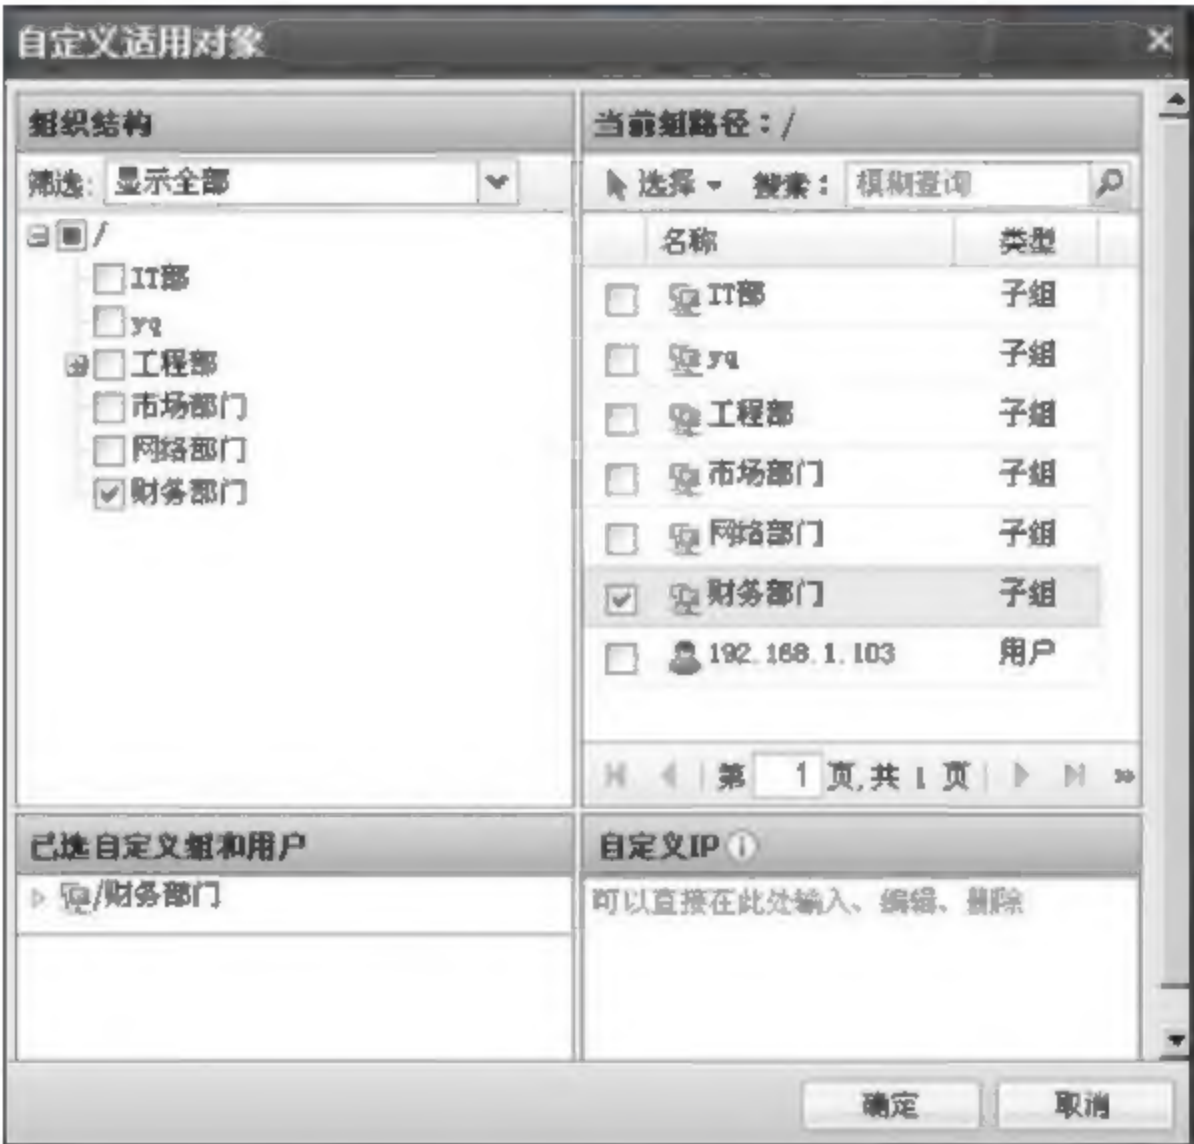 自定义适用对象
组织结构
筛选: 显示全部
/
IT部
yq
工程部
市场部门
网络部门
财务部门
当前组路径：/
选择 搜索： 模糊查询
名称 类型
IT部 子组
yq 子组
工程部 子组
市场部门 子组
网络部门 子组
财务部门 子组
192.168.1.103 用户
第 1 页,共 1 页
已选自定义组和用户
/财务部门
自定义IP
可以直接在此处输入、编辑、删除
确定 取消